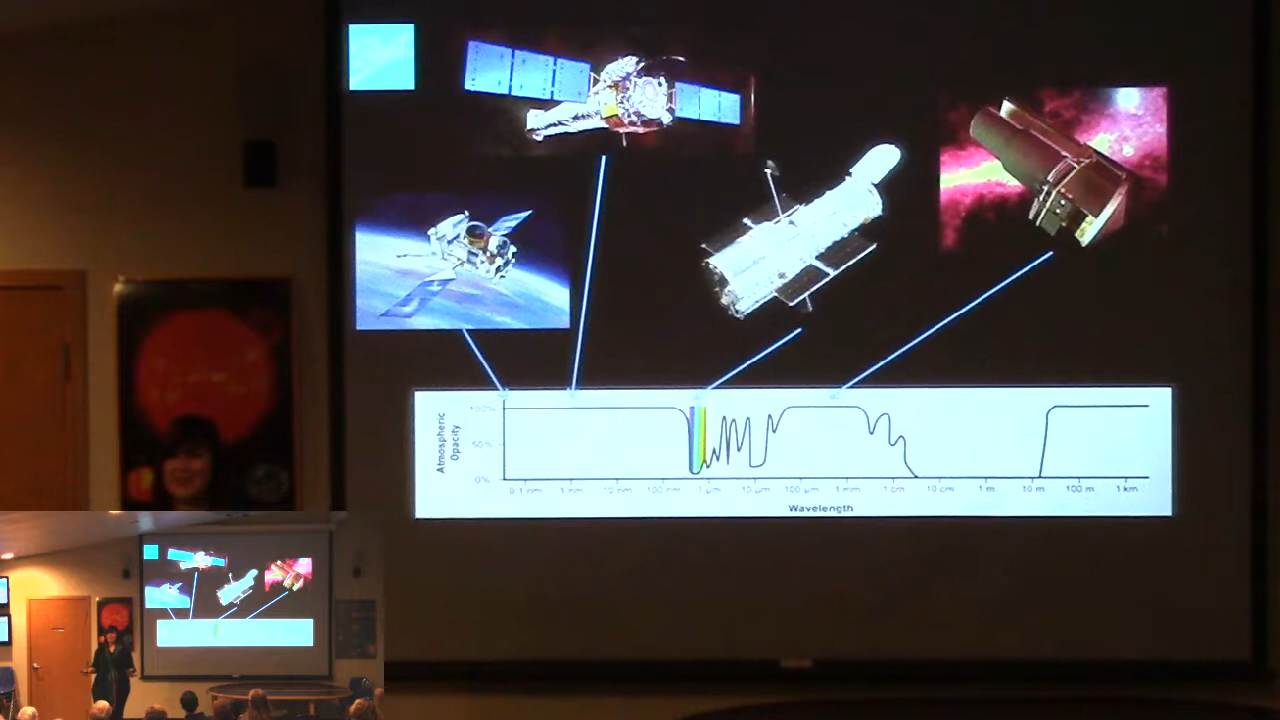 Atmospheric
Opacity
100%
50%
0%
0.1 nm
1 nm
10 nm
100 nm
1 μm
10 μm
100 μm
1 mm
1 cm
10 cm
1 m
10 m
100 m
1 km
Wavelength